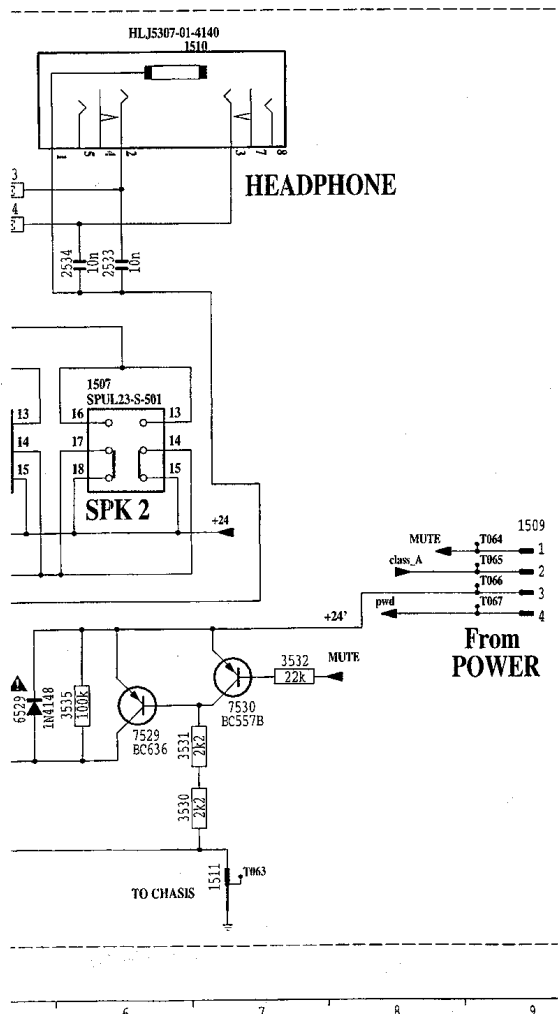 HLJ5307-01-4140
1510
1 5 4 2 3 7 8
3
4
HEADPHONE
2534
10n
2533
10n
1507
SPUL23-S-501
13 16 13
14 17 14
15 18 15
SPK 2
+24
1509
MUTE T064 1
class_A T065 2
T066 3
pwd T067 4
+24'
From
POWER
6529
1N4148
3535
100k
7529
BC636
7530
BC557B
3532
22k
MUTE
3531
2k2
3530
2k2
1511
T063
TO CHASIS
6 7 8 9